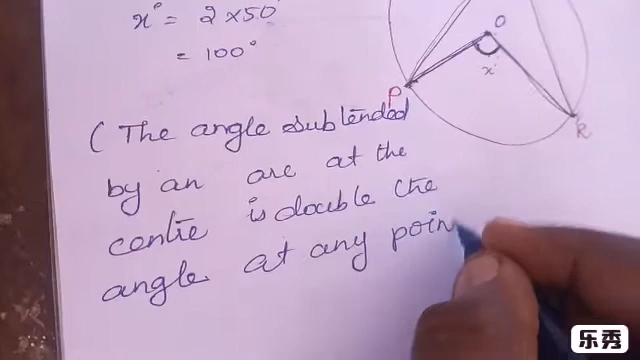 x° = 2 × 50°
= 100°
O
x°
P
R
( The angle subtended
by an arc at the
centre is double the
angle at any poin
乐秀